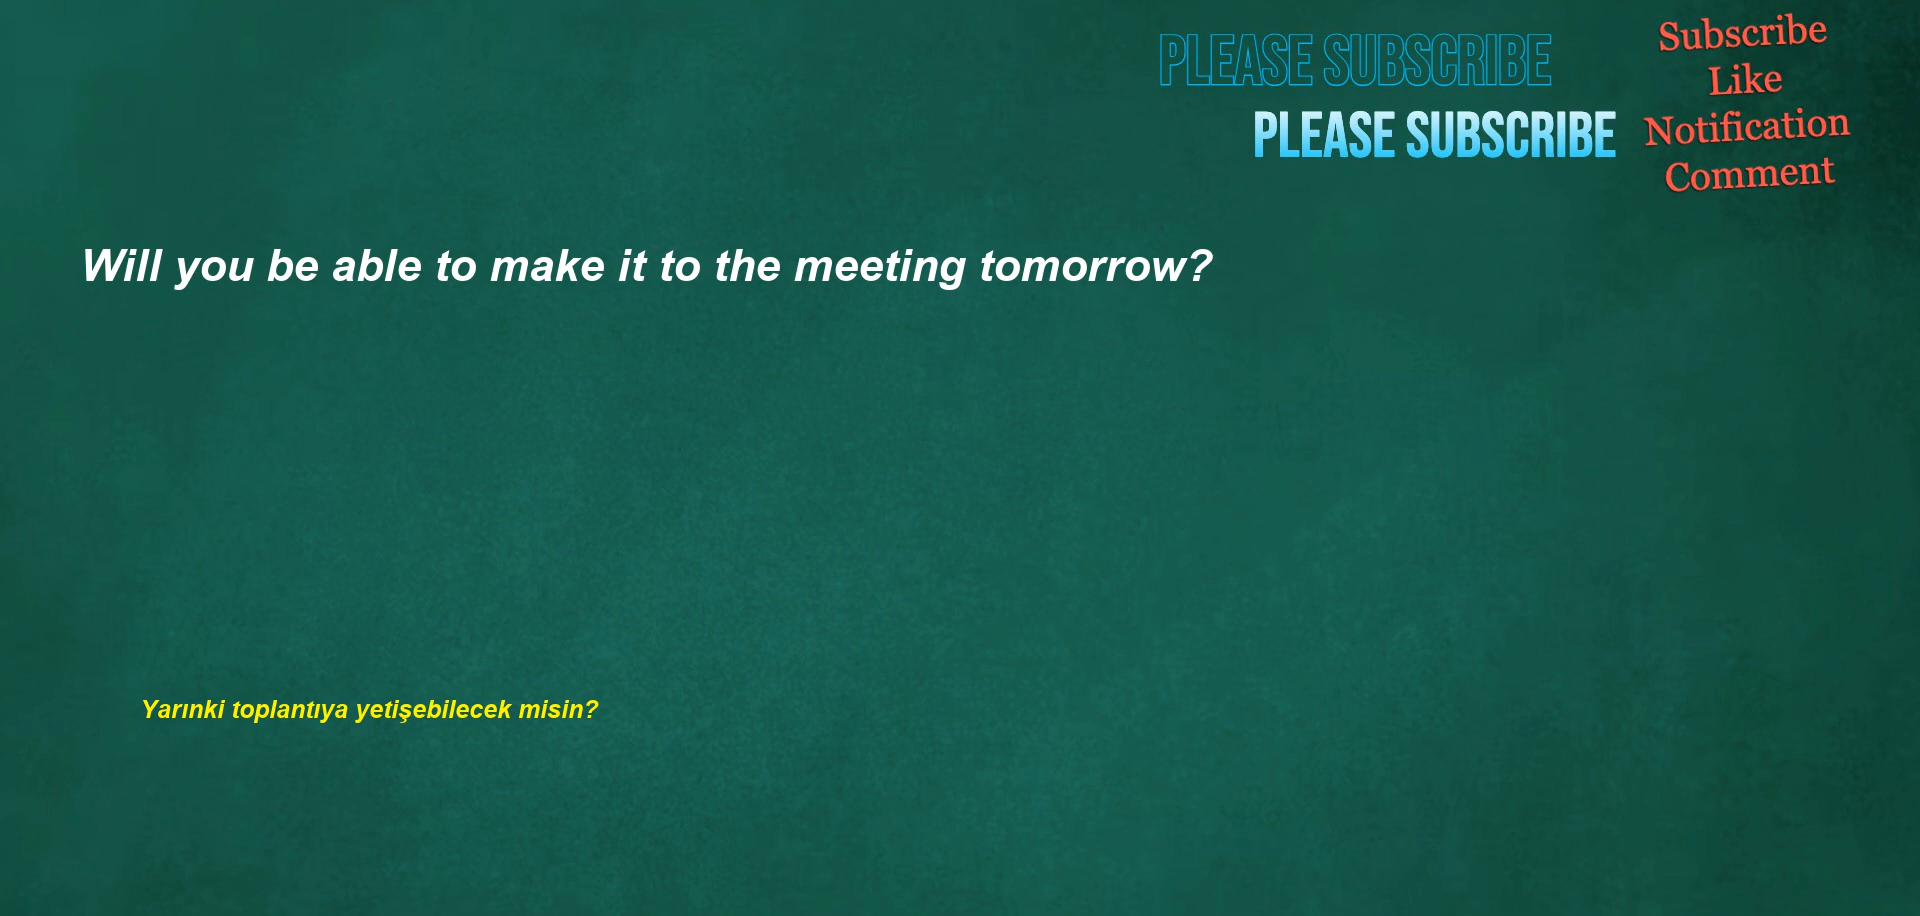 PLEASE SUBSCRIBE
PLEASE SUBSCRIBE
Subscribe
Like
Notification
Comment
Will you be able to make it to the meeting tomorrow?
Yarınki toplantıya yetişebilecek misin?